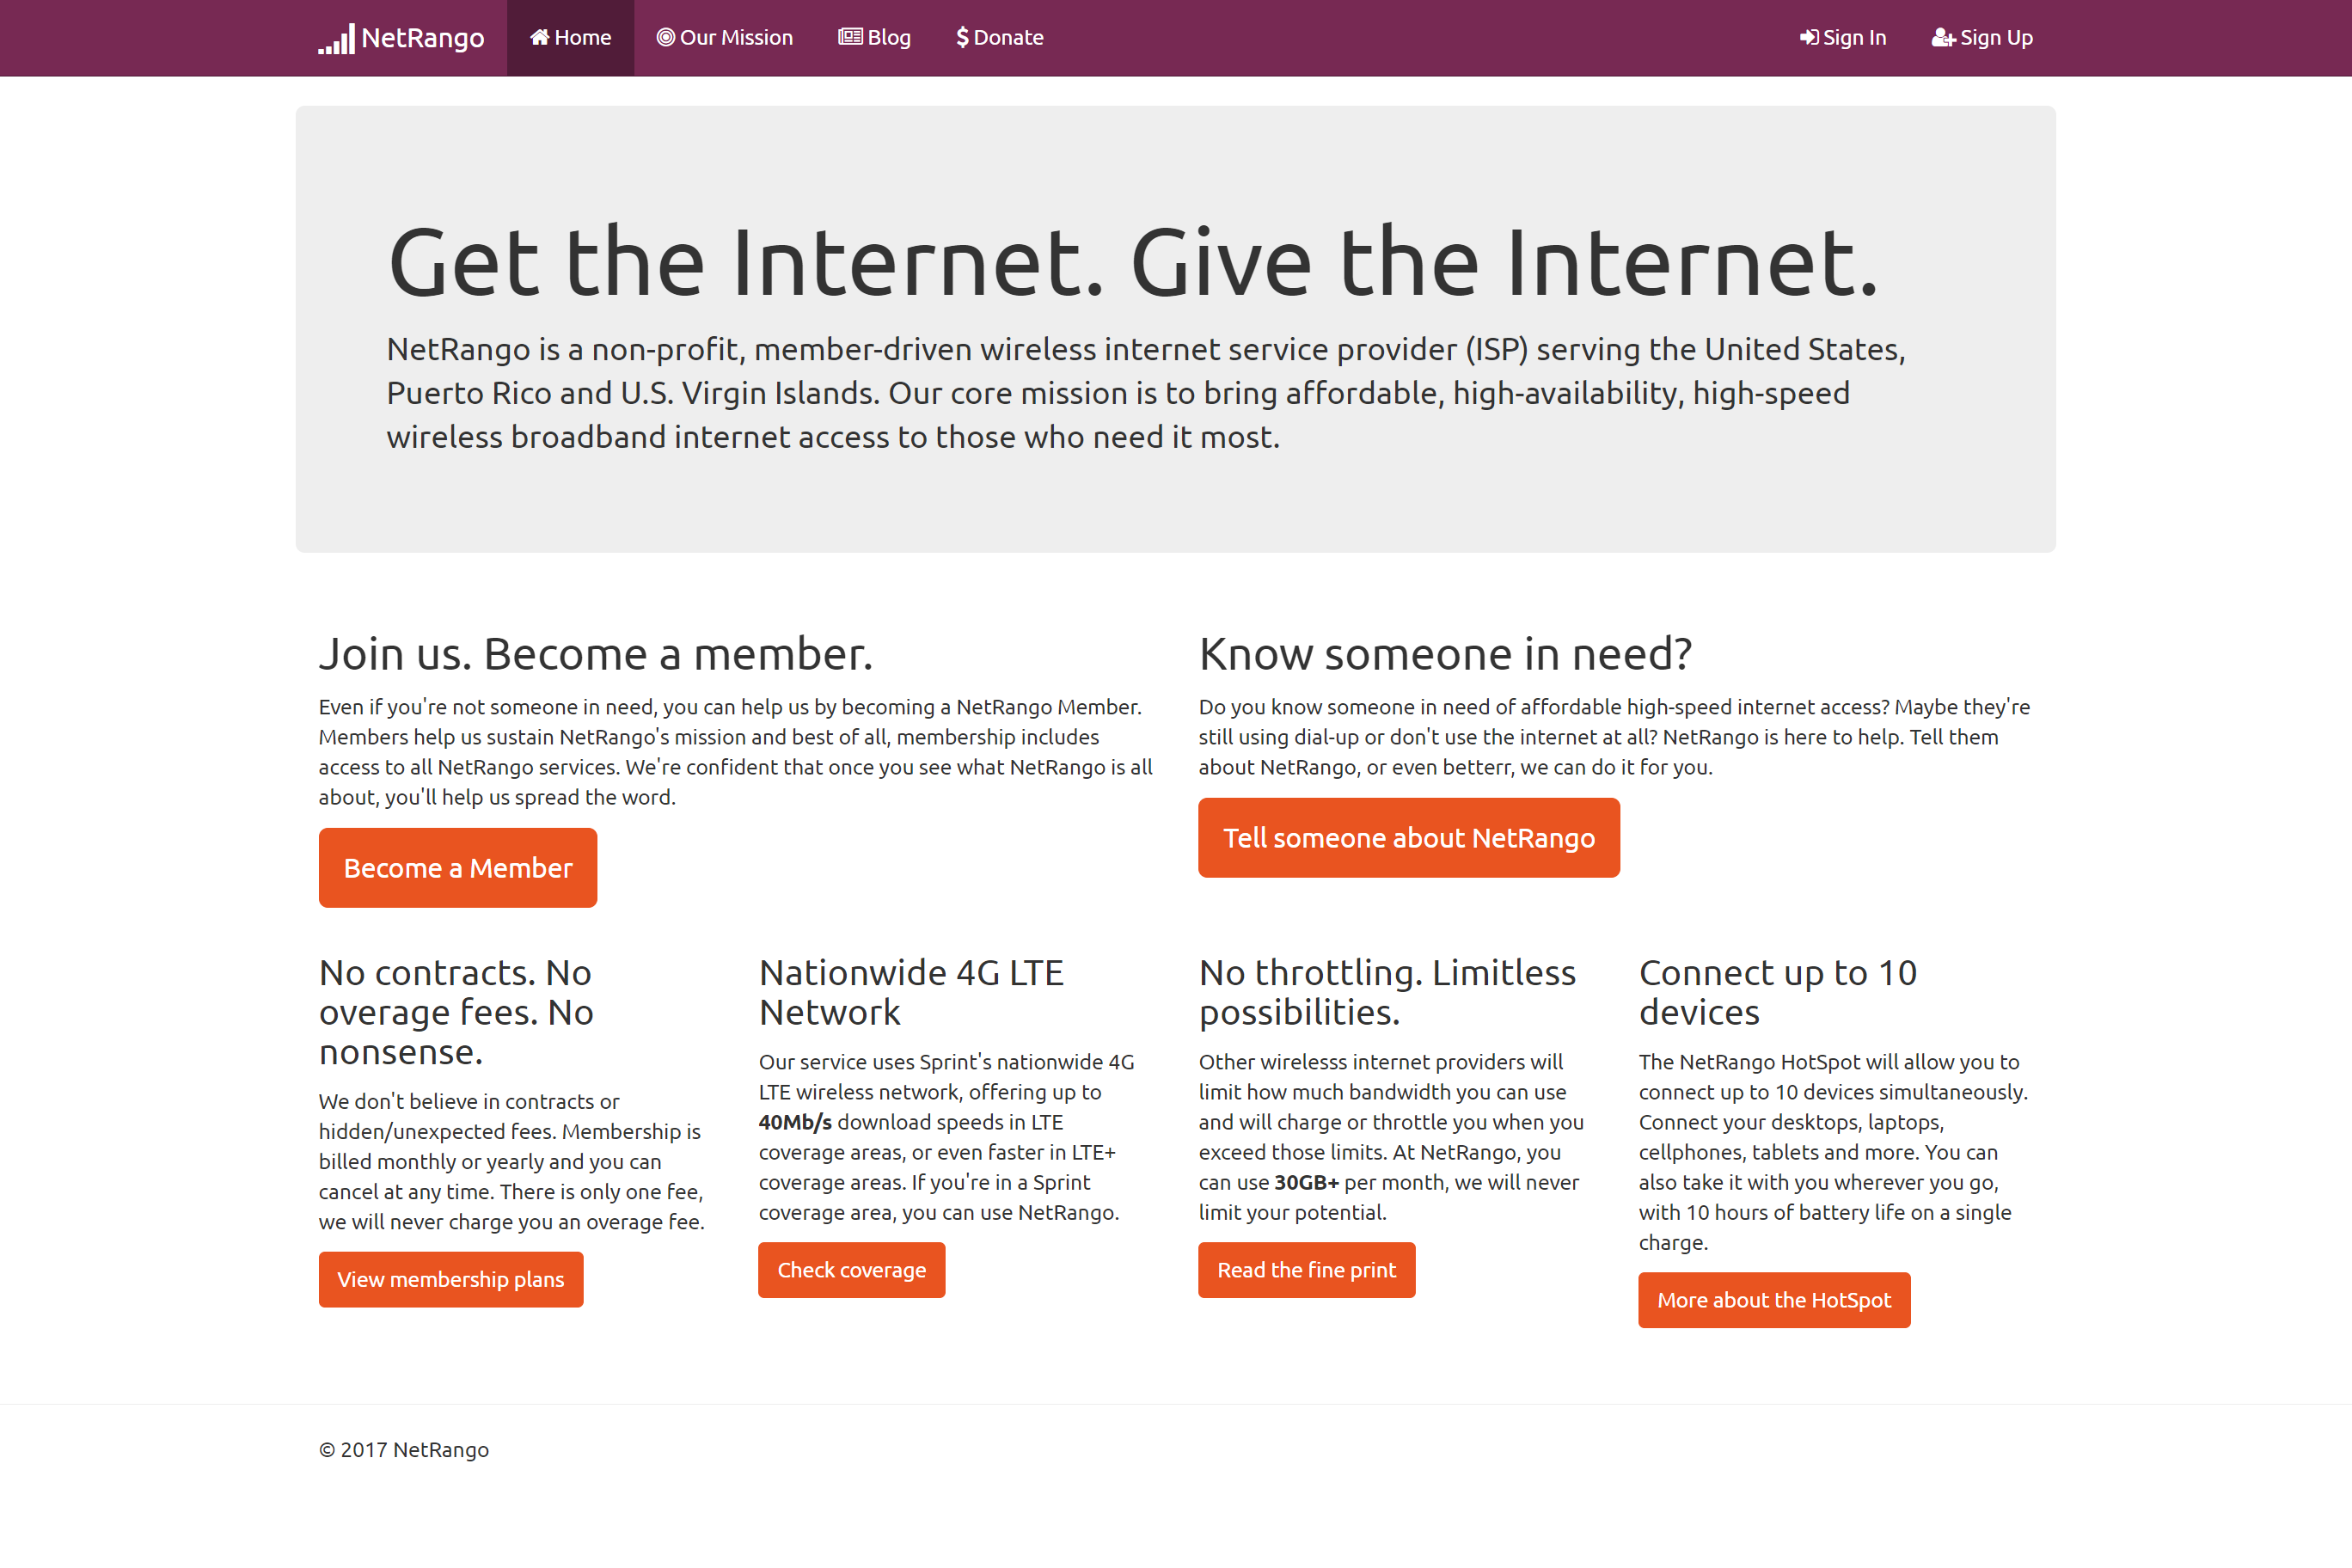 NetRango Home Our Mission Blog Donate Sign In Sign Up
Get the Internet. Give the Internet.
NetRango is a non-profit, member-driven wireless internet service provider (ISP) serving the United States,
Puerto Rico and U.S. Virgin Islands. Our core mission is to bring affordable, high-availability, high-speed
wireless broadband internet access to those who need it most.
Join us. Become a member.
Even if you're not someone in need, you can help us by becoming a NetRango Member.
Members help us sustain NetRango's mission and best of all, membership includes
access to all NetRango services. We're confident that once you see what NetRango is all
about, you'll help us spread the word.
Become a Member
Know someone in need?
Do you know someone in need of affordable high-speed internet access? Maybe they're
still using dial-up or don't use the internet at all? NetRango is here to help. Tell them
about NetRango, or even betterr, we can do it for you.
Tell someone about NetRango
No contracts. No
overage fees. No
nonsense.
We don't believe in contracts or
hidden/unexpected fees. Membership is
billed monthly or yearly and you can
cancel at any time. There is only one fee,
we will never charge you an overage fee.
View membership plans
Nationwide 4G LTE
Network
Our service uses Sprint's nationwide 4G
LTE wireless network, offering up to
40Mb/s download speeds in LTE
coverage areas, or even faster in LTE+
coverage areas. If you're in a Sprint
coverage area, you can use NetRango.
Check coverage
No throttling. Limitless
possibilities.
Other wirelesss internet providers will
limit how much bandwidth you can use
and will charge or throttle you when you
exceed those limits. At NetRango, you
can use 30GB+ per month, we will never
limit your potential.
Read the fine print
Connect up to 10
devices
The NetRango HotSpot will allow you to
connect up to 10 devices simultaneously.
Connect your desktops, laptops,
cellphones, tablets and more. You can
also take it with you wherever you go,
with 10 hours of battery life on a single
charge.
More about the HotSpot
© 2017 NetRango